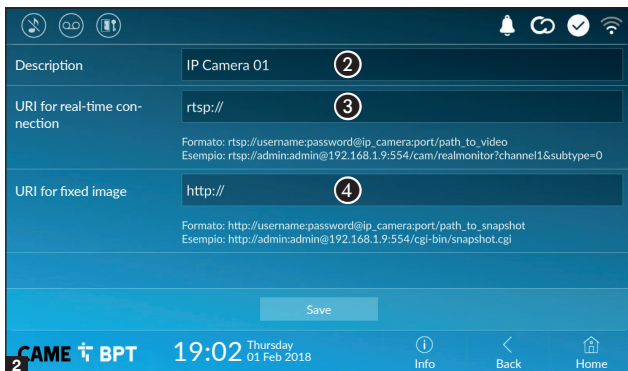 Description
IP Camera 01
2
URI for real-time con-
nection
rtsp://
3
Formato: rtsp://username:password@ip_camera:port/path_to_video
Esempio: rtsp://admin:admin@192.168.1.9:554/cam/realmonitor?channel1&subtype=0
URI for fixed image
http://
4
Formato: http://username:password@ip_camera:port/path_to_snapshot
Esempio: http://admin:admin@192.168.1.9:554/cgi-bin/snapshot.cgi
Save
CAME BPT
19:02
Thursday
01 Feb 2018
Info
Back
Home
2